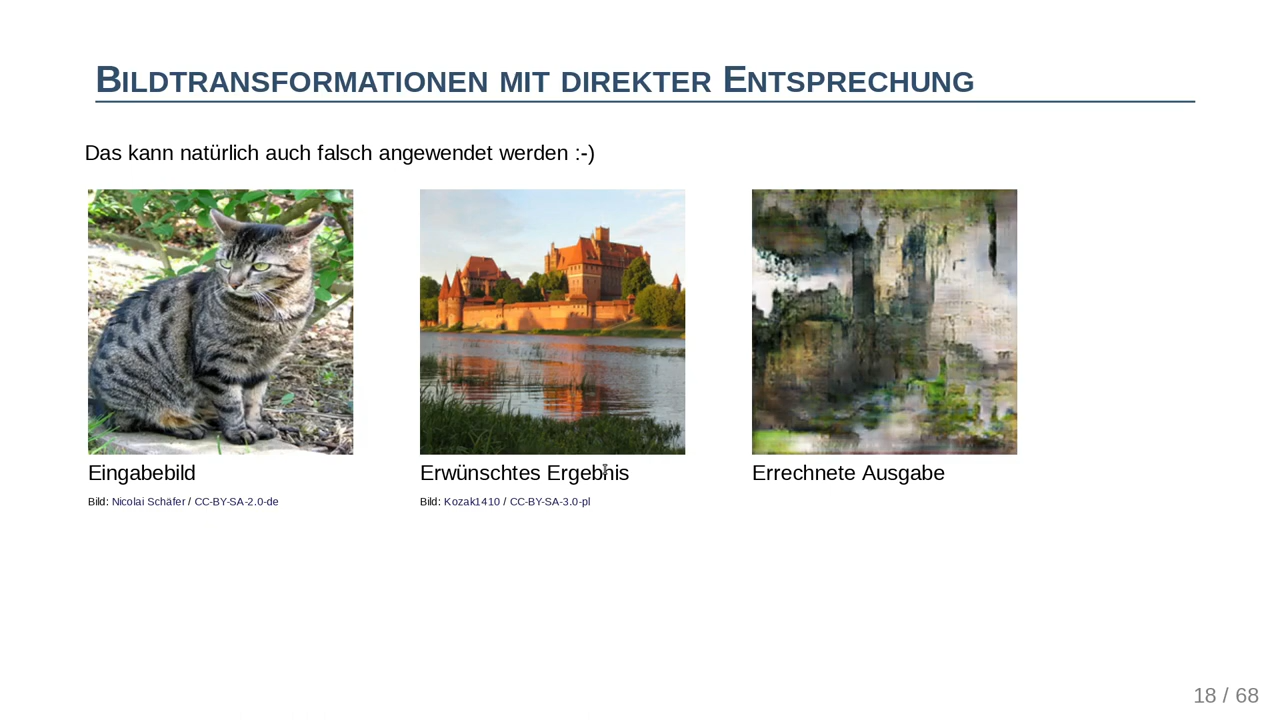 Bildtransformationen mit direkter Entsprechung
Das kann natürlich auch falsch angewendet werden :-)
Eingabebild
Bild: Nicolai Schäfer / CC-BY-SA-2.0-de
Erwünschtes Ergebnis
Bild: Kozak1410 / CC-BY-SA-3.0-pl
Errechnete Ausgabe
18 / 68